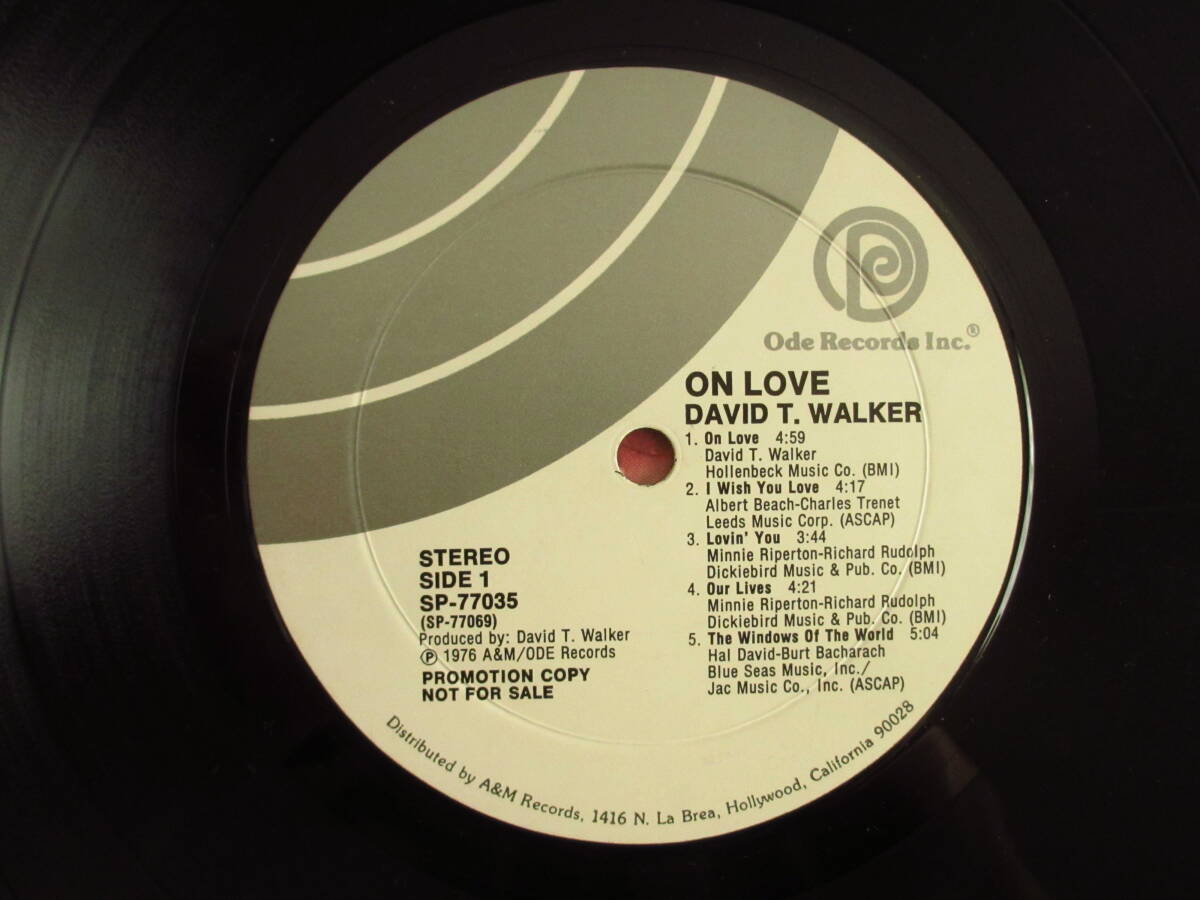 Ode Records Inc.®
ON LOVE
DAVID T. WALKER
1. On Love 4:59
David T. Walker
Hollenbeck Music Co. (BMI)
2. I Wish You Love 4:17
Albert Beach-Charles Trenet
Leeds Music Corp. (ASCAP)
3. Lovin' You 3:44
Minnie Riperton-Richard Rudolph
Dickiebird Music & Pub. Co. (BMI)
4. Our Lives 4:21
Minnie Riperton-Richard Rudolph
Dickiebird Music & Pub. Co. (BMI)
5. The Windows Of The World 5:04
Hal David-Burt Bacharach
Blue Seas Music, Inc./
Jac Music Co., Inc. (ASCAP)
STEREO
SIDE 1
SP-77035
(SP-77069)
Produced by: David T. Walker
℗ 1976 A&M/ODE Records
PROMOTION COPY
NOT FOR SALE
Distributed by A&M Records, 1416 N. La Brea, Hollywood, California 90028